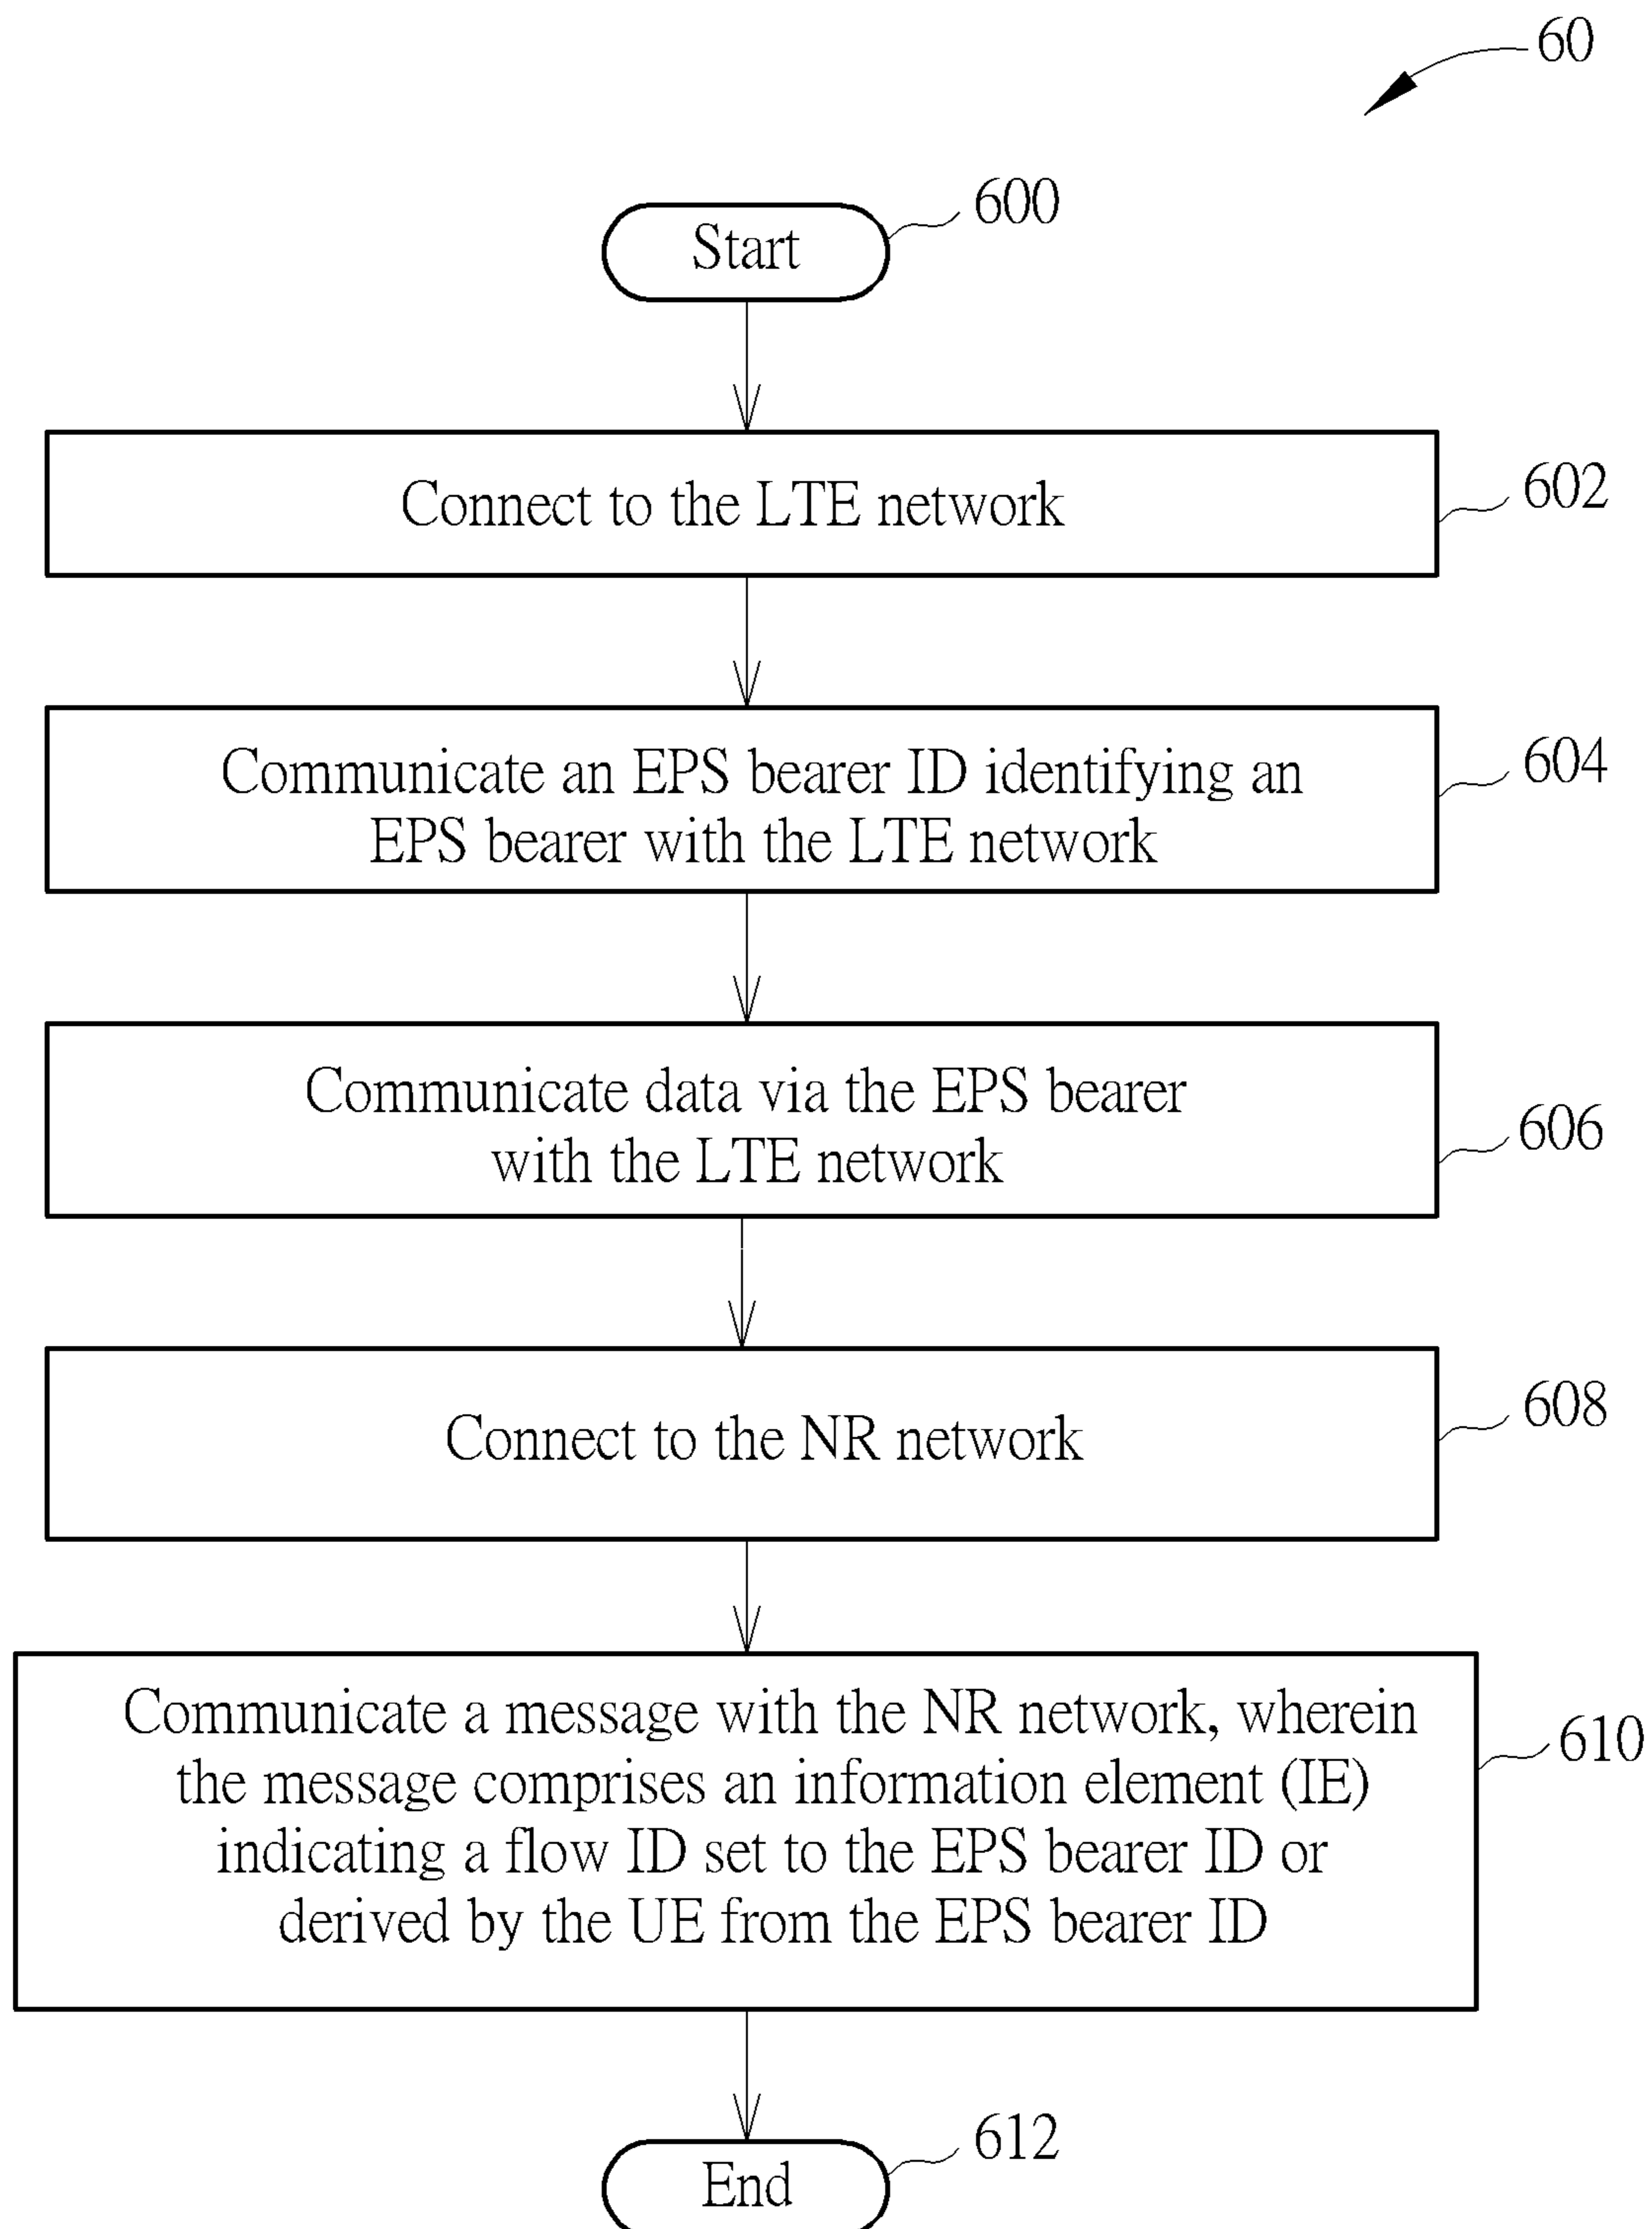 60
600
Start
602
Connect to the LTE network
604
Communicate an EPS bearer ID identifying an
EPS bearer with the LTE network
606
Communicate data via the EPS bearer
with the LTE network
608
Connect to the NR network
610
Communicate a message with the NR network, wherein
the message comprises an information element (IE)
indicating a flow ID set to the EPS bearer ID or
derived by the UE from the EPS bearer ID
612
End